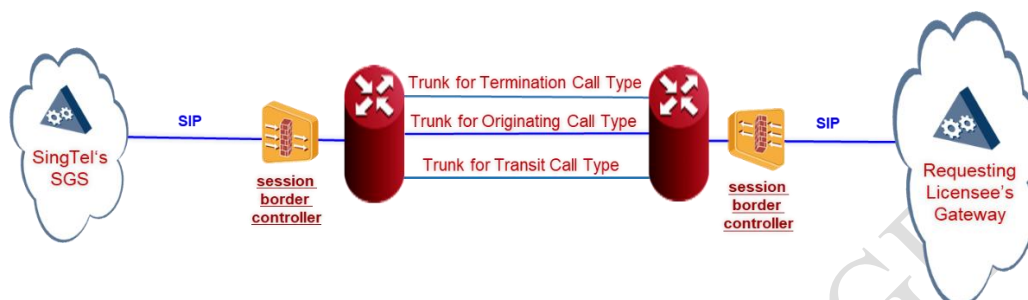 Trunk for Termination Call Type
SIP
Trunk for Originating Call Type
SIP
SingTel's
SGS
Trunk for Transit Call Type
session
border
controller
session
border
controller
Requesting
Licensee's
Gateway